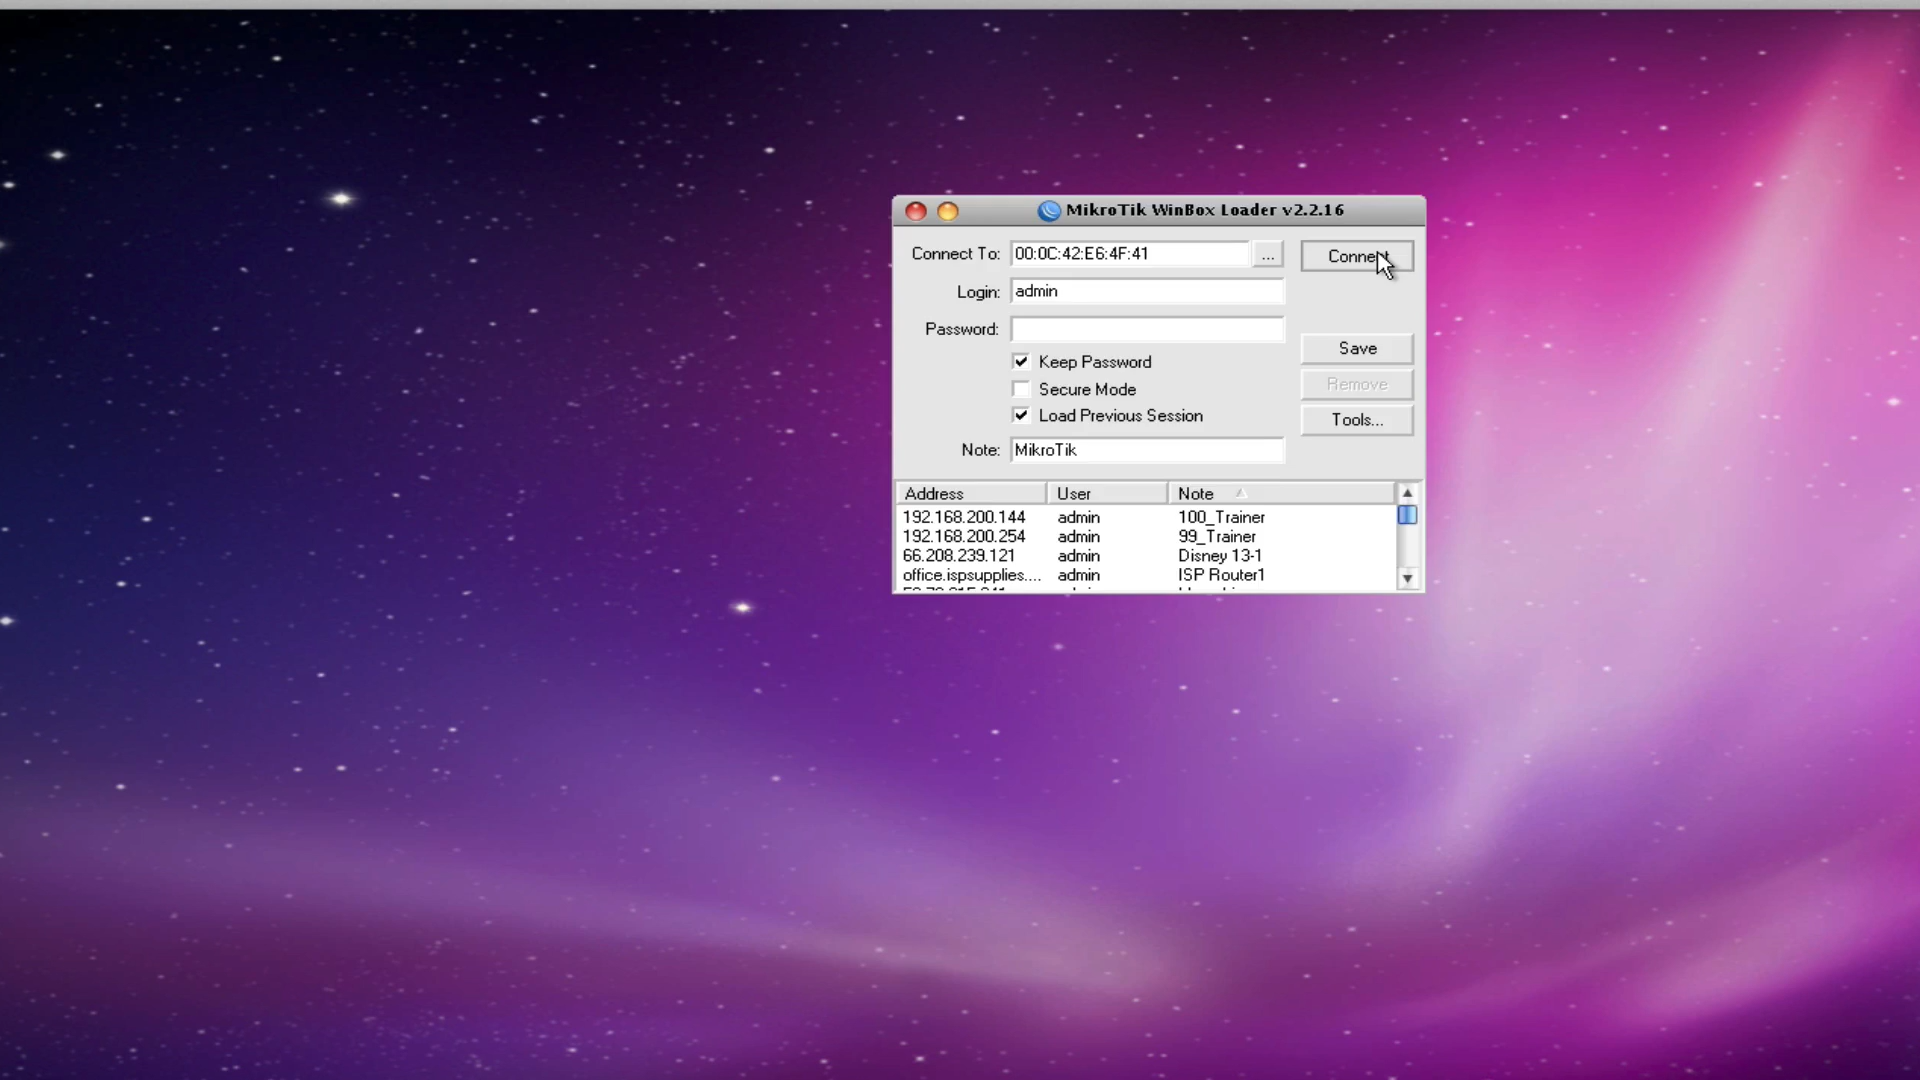 MikroTik WinBox Loader v2.2.16
Connect To: 00:0C:42:E6:4F:41 ... Connect
Login: admin
Password:
Save
Keep Password
Remove
Secure Mode
Load Previous Session
Tools...
Note: MikroTik
Address User Note
192.168.200.144 admin 100_Trainer
192.168.200.254 admin 99_Trainer
66.208.239.121 admin Disney 13-1
office.ispsupplies.... admin ISP Router1